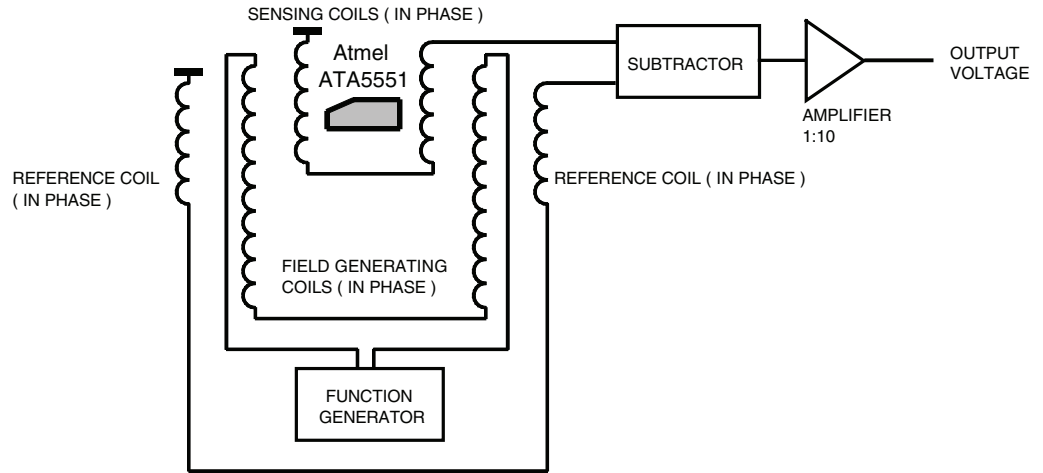 SENSING COILS ( IN PHASE )
Atmel
ATA5551
SUBTRACTOR
OUTPUT
VOLTAGE
AMPLIFIER
1:10
REFERENCE COIL
( IN PHASE )
REFERENCE COIL ( IN PHASE )
FIELD GENERATING
COILS ( IN PHASE )
FUNCTION
GENERATOR